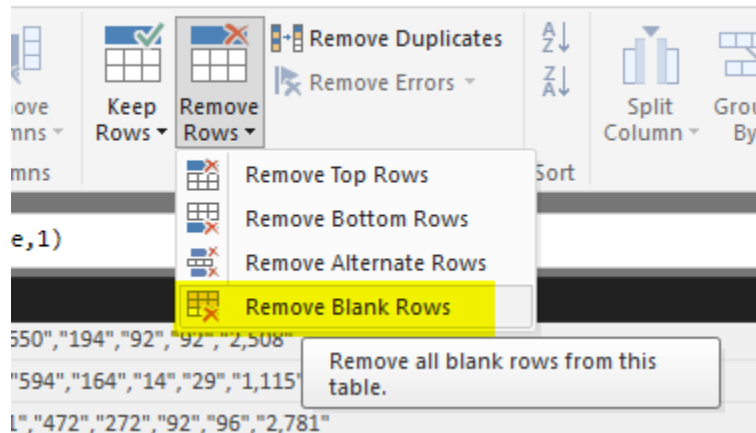 Remove Duplicates
Remove Errors
Keep
Rows
Remove
Rows
Split
Column
A
Z
Z
A
Sort
Remove Top Rows
Remove Bottom Rows
Remove Alternate Rows
Remove Blank Rows
e,1)
550","194","92","92","2,508"
"594","164","14","29","1,115"
Remove all blank rows from this
table.
1","472","272","92","96","2,781"